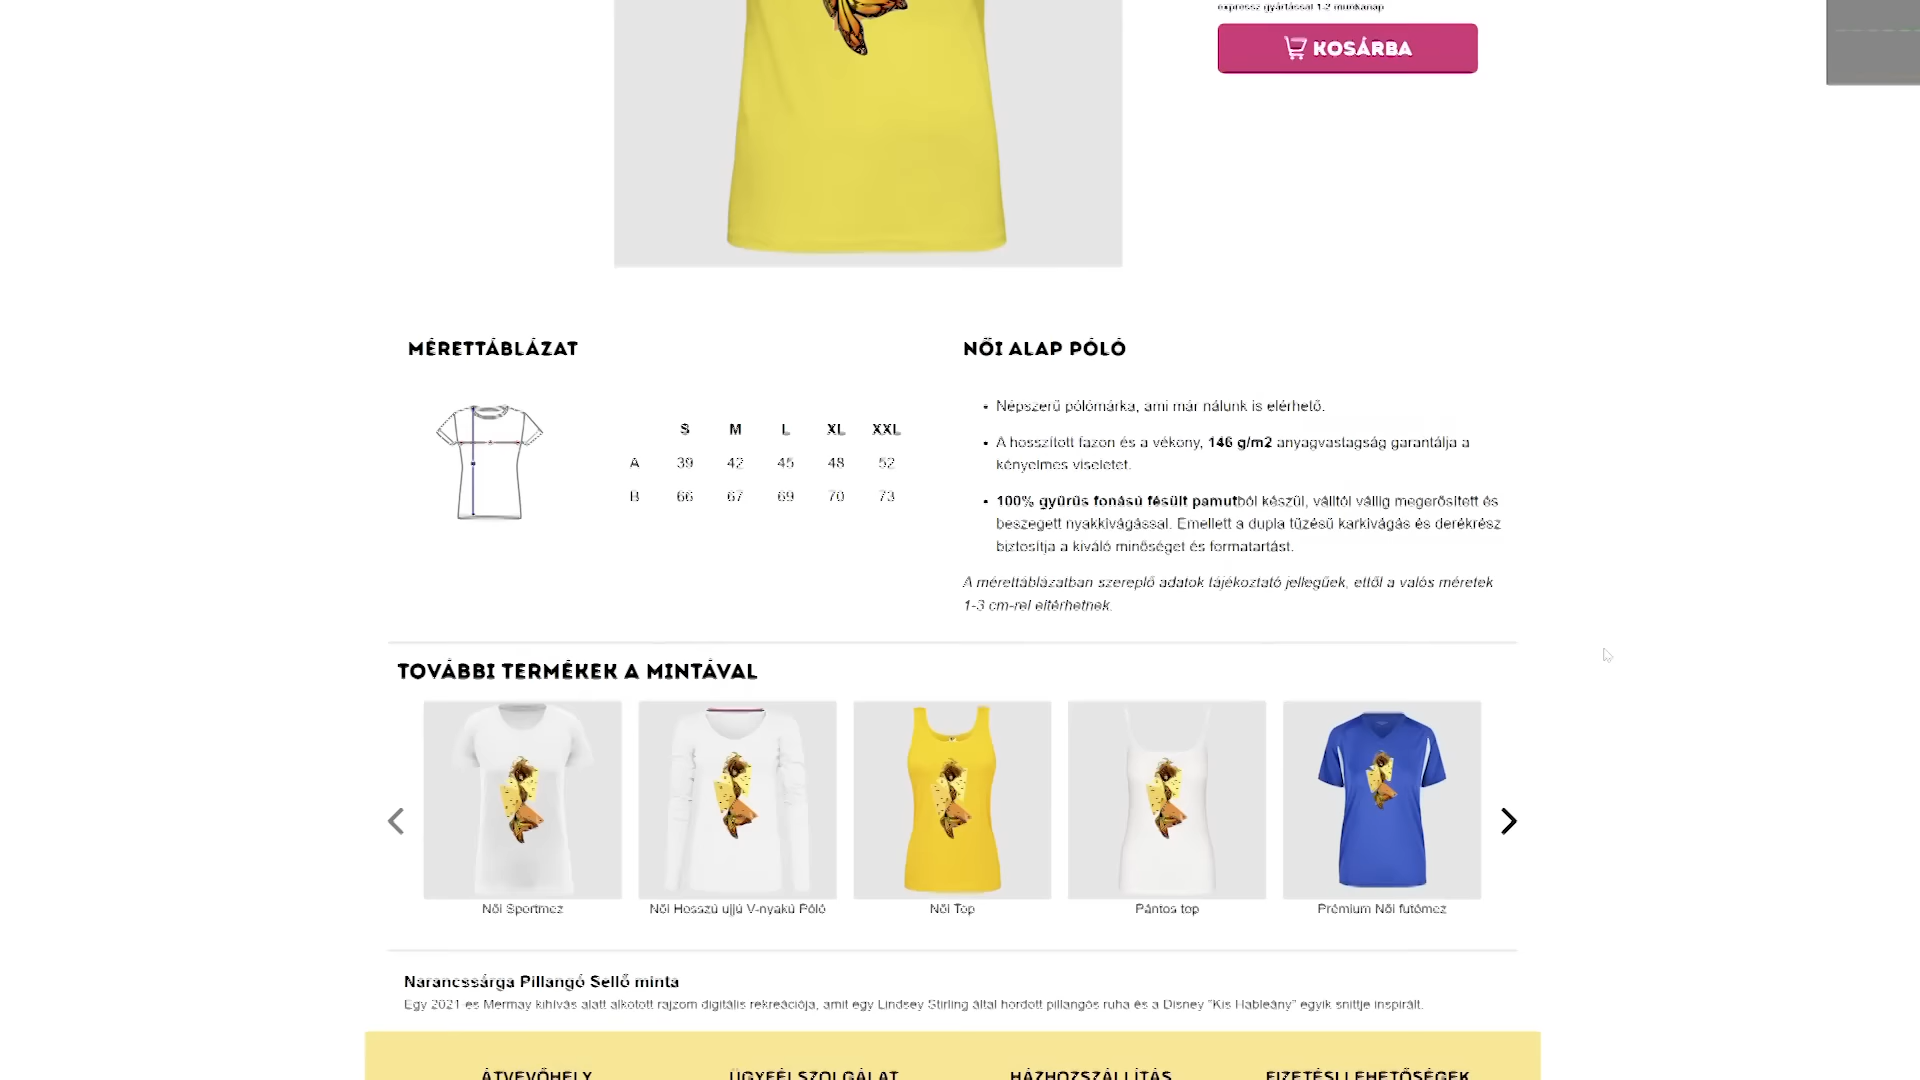 expressz gyártással 1-2 munkanap
KOSÁRBA
MÉRETTÁBLÁZAT
S M L XL XXL
A 39 42 45 48 52
B 66 67 69 70 73
NŐI ALAP PÓLÓ
• Népszerű pólómárka, ami már nálunk is elérhető.
• A hosszított fazon és a vékony, 146 g/m2 anyagvastagság garantálja a
kényelmes viseletet.
• 100% gyűrűs fonású fésült pamutból készül, válltól vállig megerősített és
beszegett nyakkivágással. Emellett a dupla tűzésű karkivágás és derékrész
biztosítja a kiváló minőséget és formatartást.
A mérettáblázatban szereplő adatok tájékoztató jellegűek, ettől a valós méretek
1-3 cm-rel eltérhetnek.
TOVÁBBI TERMÉKEK A MINTÁVAL
Női Sportmez
Női Hosszú ujjú V-nyakú Póló
Női Top
Pántos top
Prémium Női futómez
Narancssárga Pillangó Sellő minta
Egy 2021-es Mermay kihívás alatt alkotott rajzom digitális rekreációja, amit egy Lindsey Stirling által hordott pillangós ruha és a Disney "Kis Hableány" egyik snittje inspirált.
ÁTVEVŐHELY
ÜGYFÉLSZOLGÁLAT
HÁZHOZSZÁLLÍTÁS
FIZETÉSI LEHETŐSÉGEK